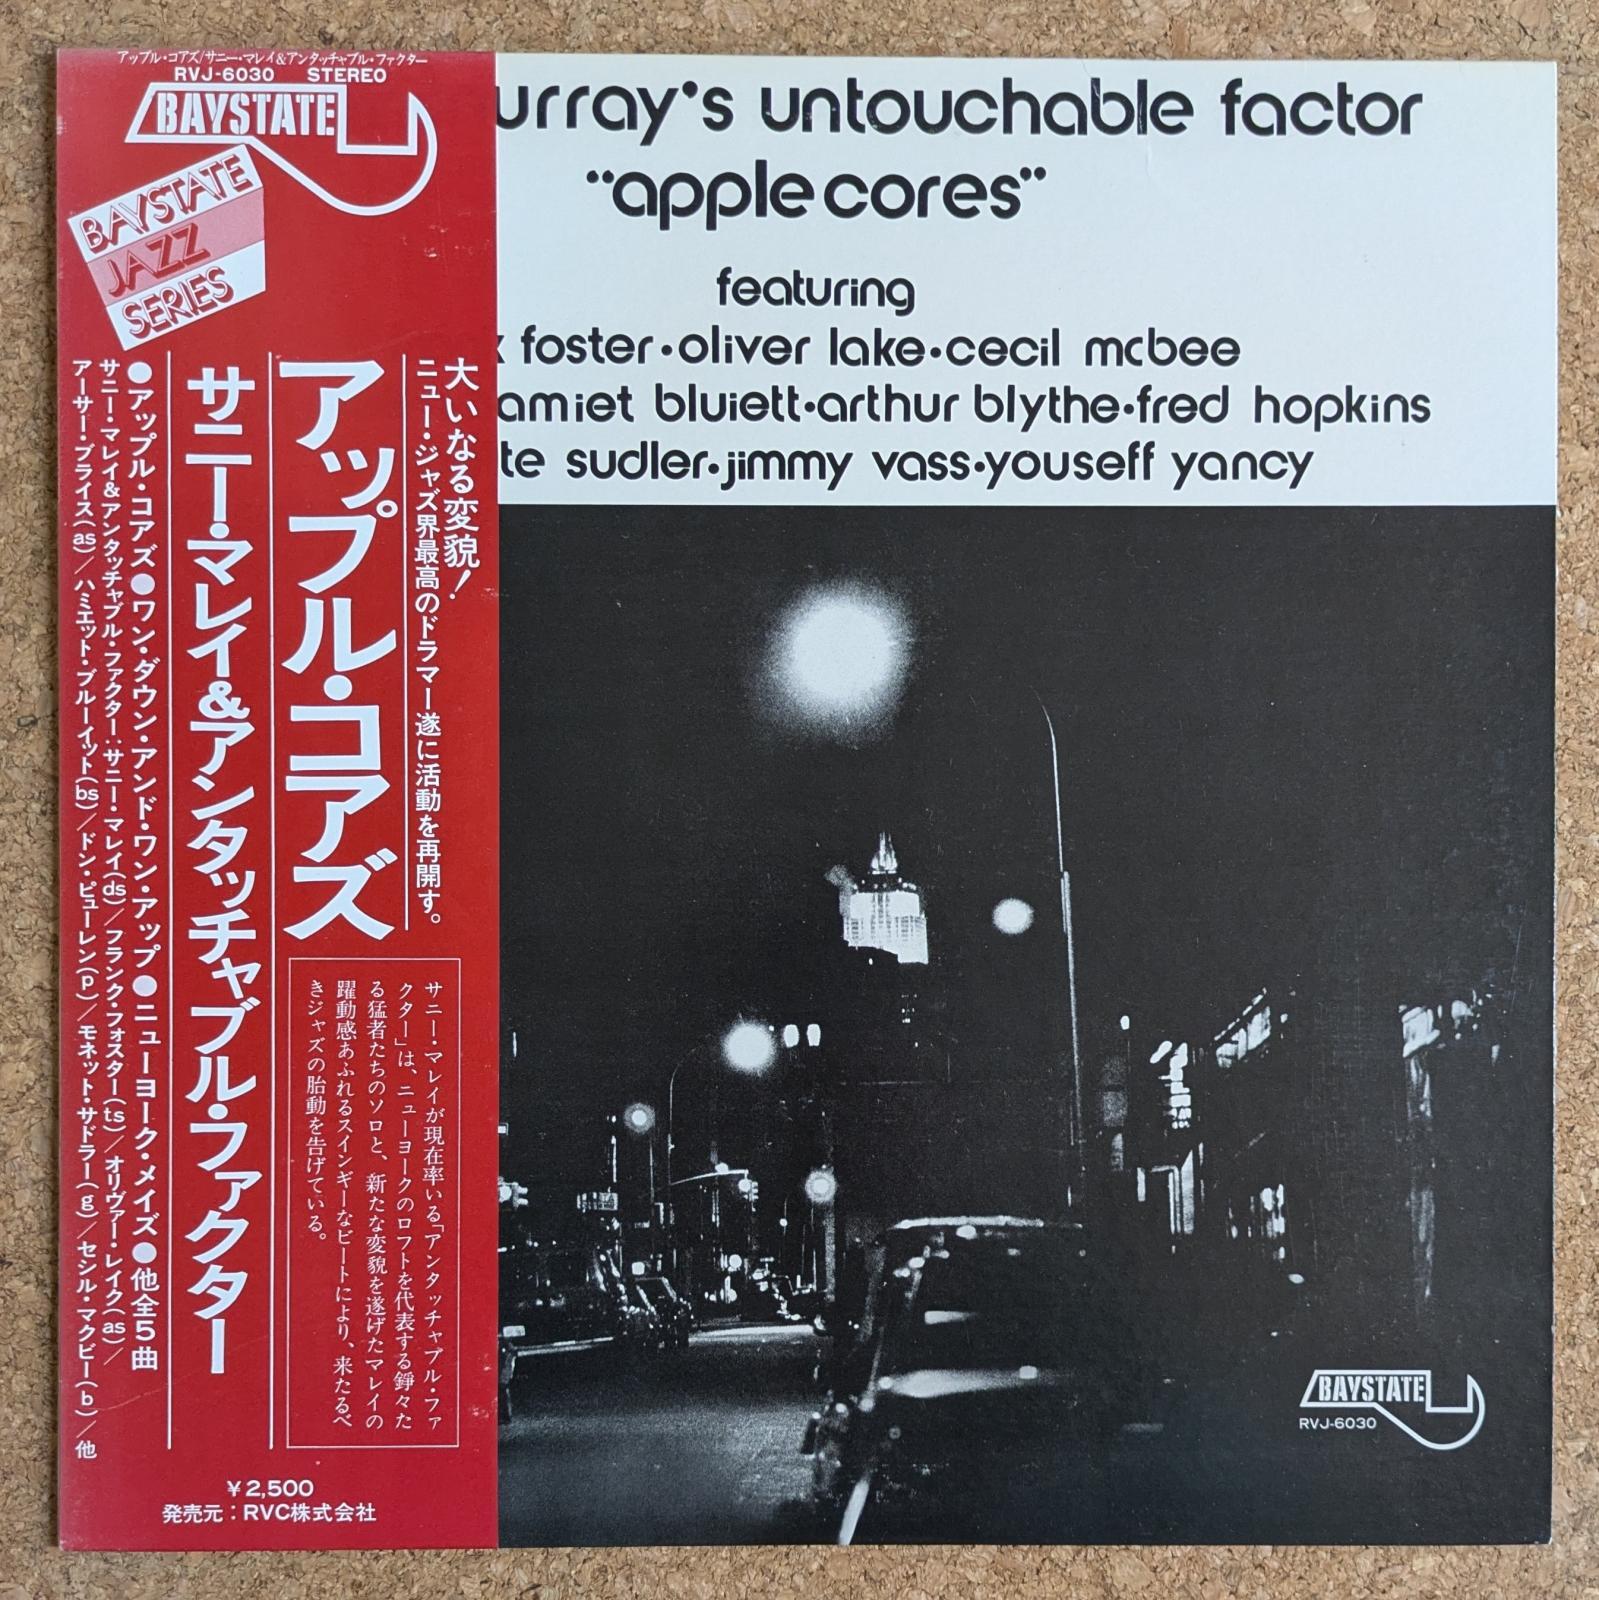 アップル・コアズ/サニー・マレイ&アンタッチャブル・ファクター
RVJ-6030 STEREO
BAYSTATE
BAYSTATE
JAZZ
SERIES
大いなる変貌!
ニュー・ジャズ界最高のドラマー遂に活動を再開す。
アップル・コアズ
サニー・マレイ&アンタッチャブル・ファクター
●アップル・コアズ●ワン・ダウン・アンド・ワン・アップ●ニューヨーク・メイズ●他全5曲
サニー・マレイ&アンタッチャブル・ファクター:サニー・マレイ(ds)/フランク・フォスター(ts)/オリヴァー・レイク(as)/
アーサー・ブライス(as)/ハミエット・ブルーイット(bs)/ドン・ピューレン(p)/モネット・サドラー(g)/セシル・マクビー(b)/他
サニー・マレイが現在率いる「アンタッチャブル・ファ
クター」は、ニューヨークのロフトを代表する錚々た
る猛者たちのソロと、新たな変貌を遂げたマレイの
躍動感あふれるスインギーなビートにより、来たるべ
きジャズの胎動を告げている。
¥2,500
発売元:RVC株式会社
urray's untouchable factor
"apple cores"
featuring
foster•oliver lake•cecil mcbee
amiet bluiett•arthur blythe•fred hopkins
te sudler•jimmy vass•youseff yancy
BAYSTATE
RVJ-6030